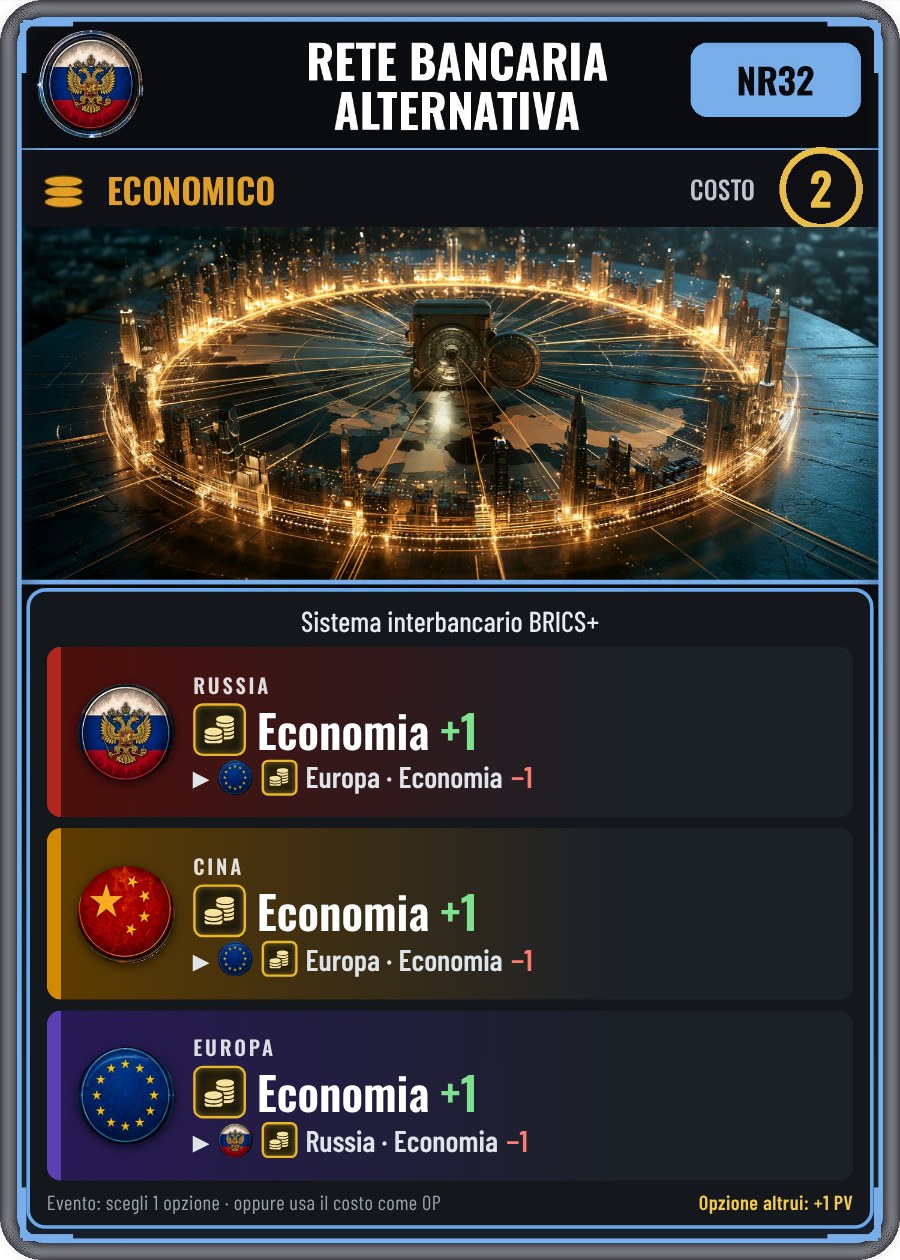 RETE BANCARIA
ALTERNATIVA
NR32
ECONOMICO
COSTO
2
Sistema interbancario BRICS+
RUSSIA
Economia +1
▶ Europa · Economia −1
CINA
Economia +1
▶ Europa · Economia −1
EUROPA
Economia +1
▶ Russia · Economia −1
Evento: scegli 1 opzione · oppure usa il costo come OP
Opzione altrui: +1 PV